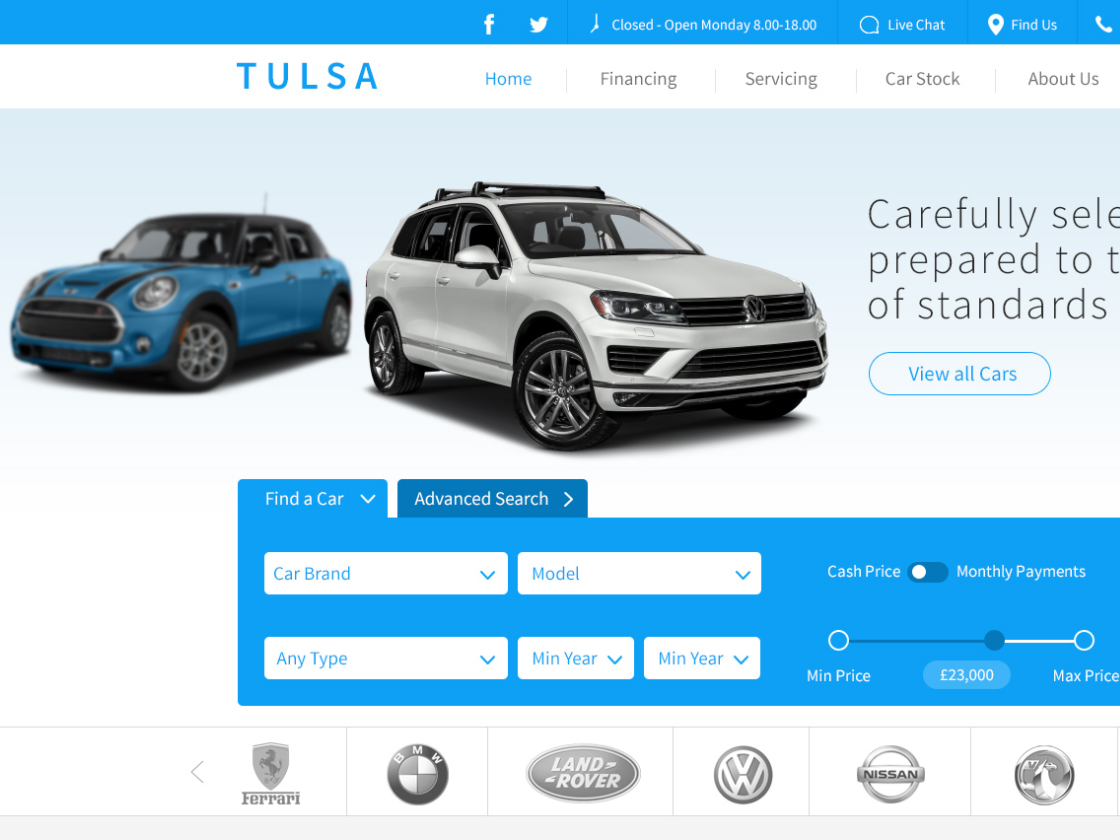 Closed - Open Monday 8.00-18.00
Live Chat
Find Us
TULSA
Home
Financing
Servicing
Car Stock
About Us
Carefully sele
prepared to t
of standards
View all Cars
Find a Car
Advanced Search
Car Brand
Model
Cash Price
Monthly Payments
Any Type
Min Year
Min Year
Min Price
£23,000
Max Price
Ferrari
BMW
LAND-
-ROVER
NISSAN